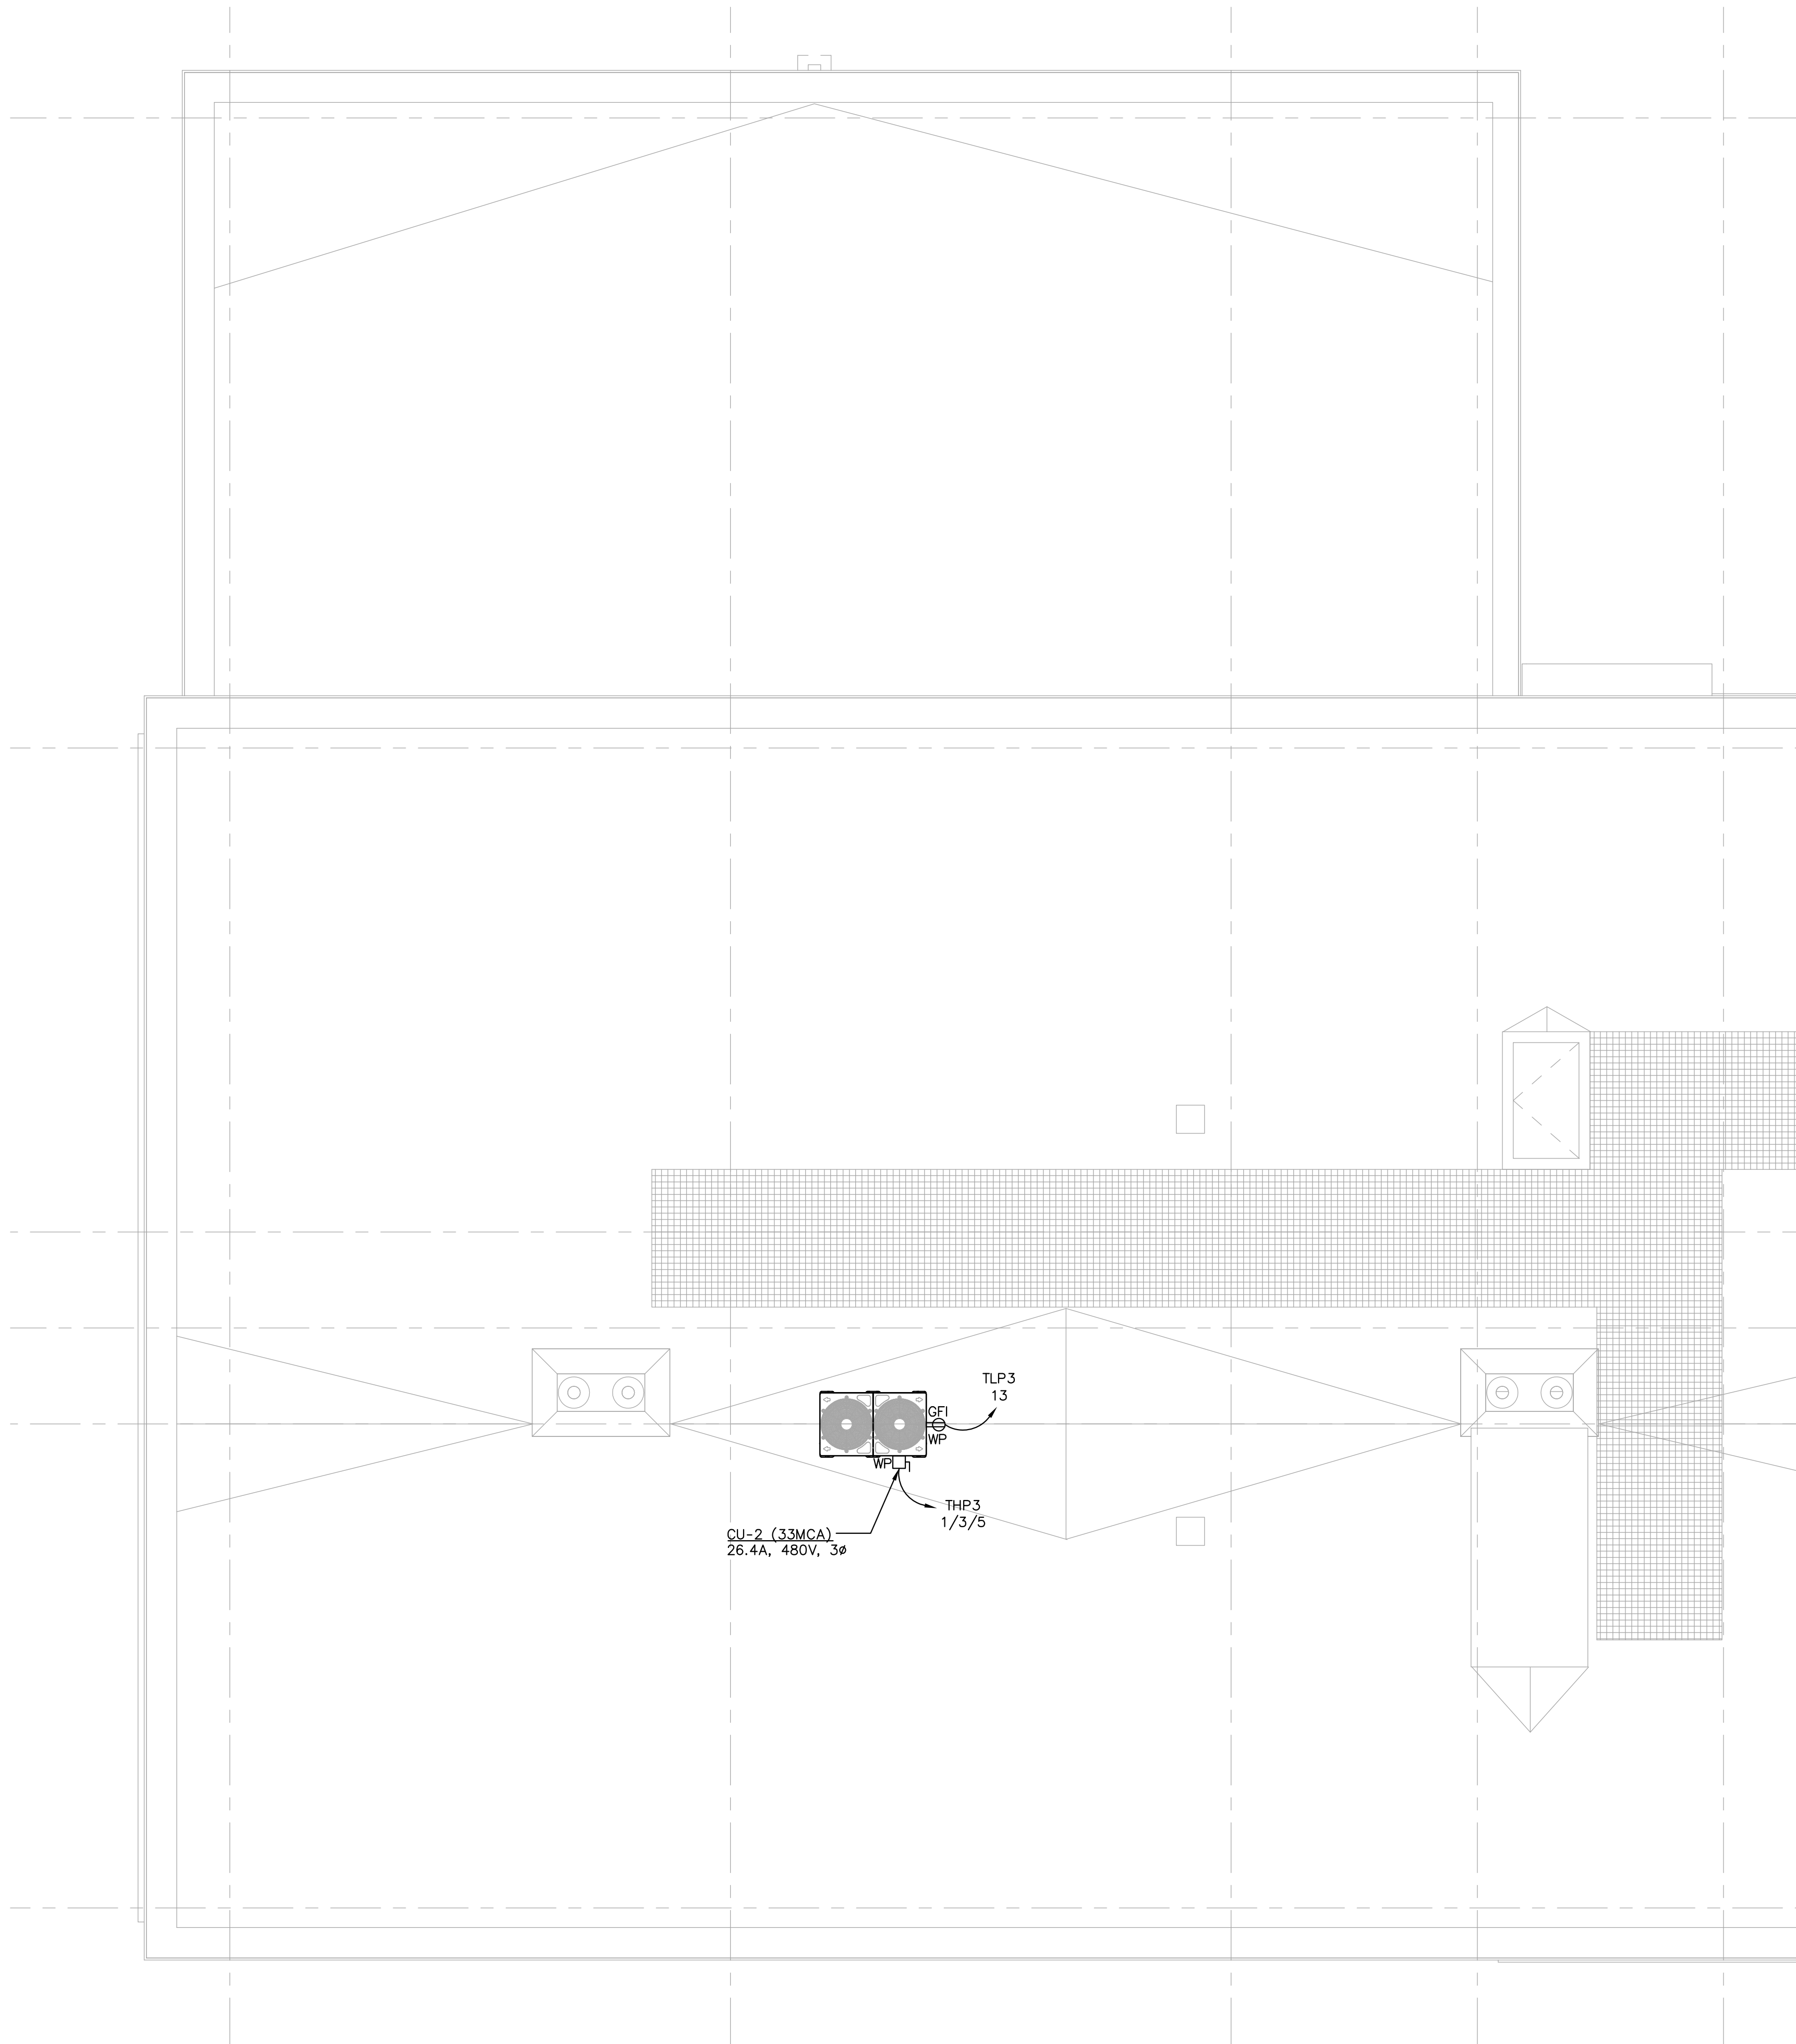 TLP3
13
GFI
WP
WP
THP3
1/3/5
CU-2 (33MCA)
26.4A, 480V, 3ø